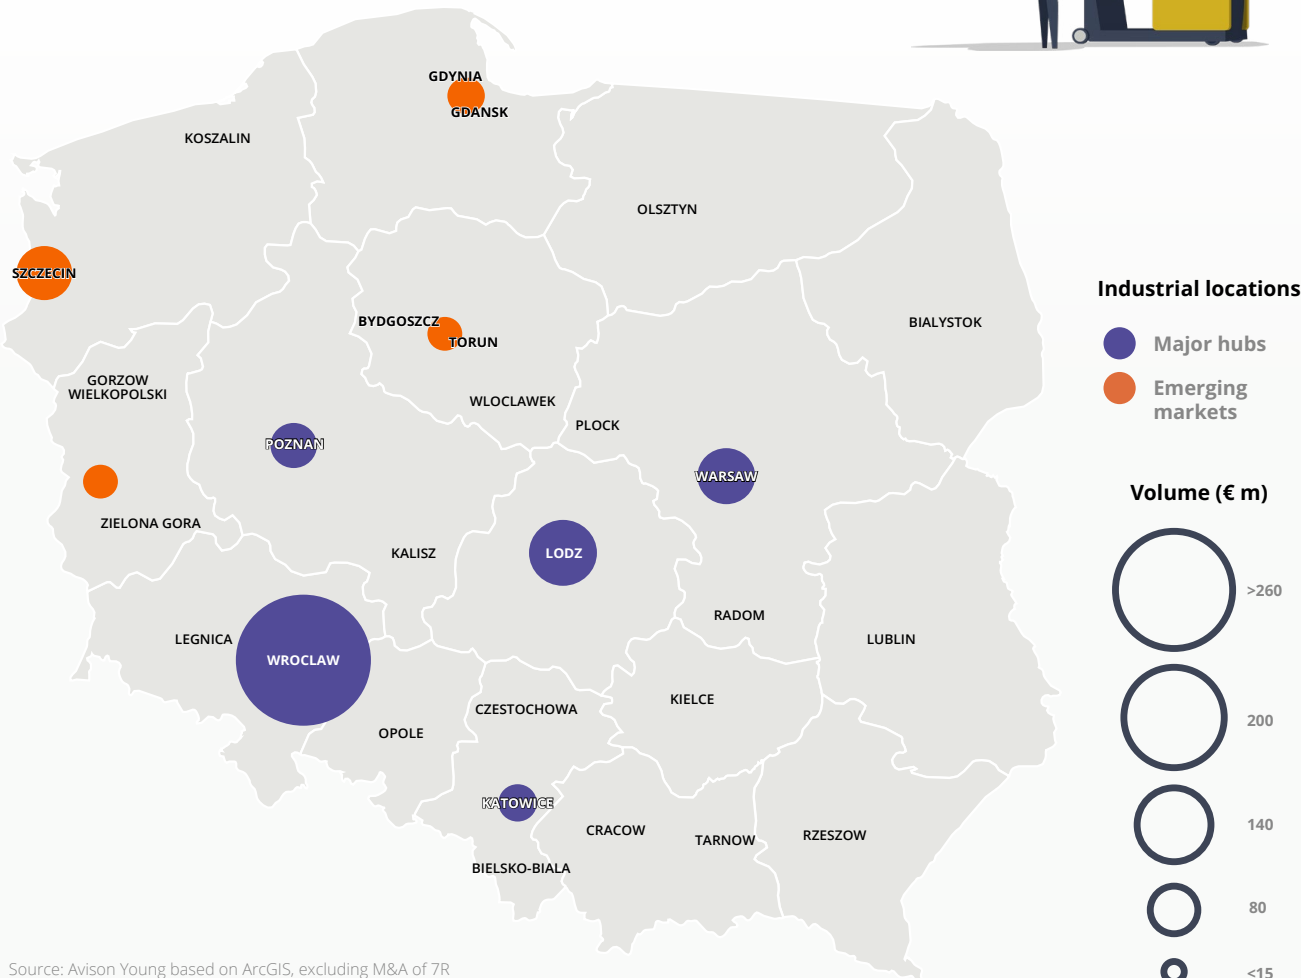 GDYNIA
GDANSK
KOSZALIN
OLSZTYN
SZCZECIN
BYDGOSZCZ
TORUN
BIALYSTOK
GORZOW
WIELKOPOLSKI
WLOCLAWEK
PLOCK
POZNAN
WARSAW
ZIELONA GORA
KALISZ
LODZ
RADOM
LEGNICA
LUBLIN
WROCLAW
KIELCE
CZESTOCHOWA
OPOLE
KATOWICE
CRACOW
TARNOW
RZESZOW
BIELSKO-BIALA
Industrial locations
Major hubs
Emerging
markets
Volume (€ m)
>260
200
140
80
<15
Source: Avison Young based on ArcGIS, excluding M&A of 7R